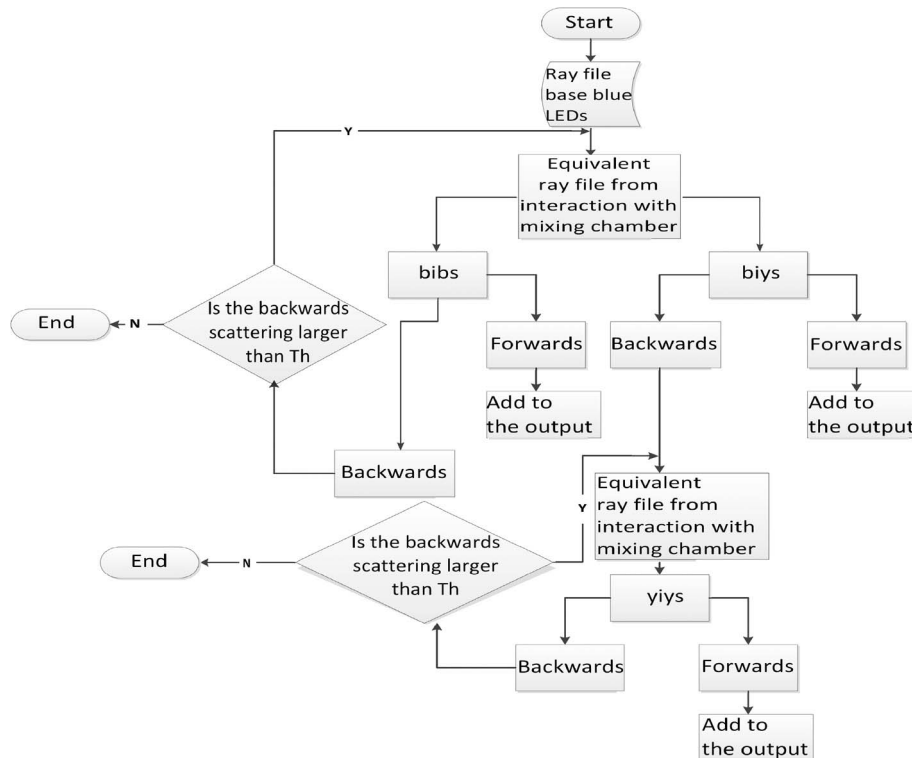 Start
Ray file
base blue
LEDs
Y
Equivalent
ray file from
interaction with
mixing chamber
bibs
biys
Is the backwards
scattering larger
than Th
N
End
Forwards
Backwards
Forwards
Add to
the output
Add to
the output
Backwards
Equivalent
ray file from
interaction with
mixing chamber
Y
Is the backwards
scattering larger
than Th
N
End
yiys
Backwards
Forwards
Add to
the output